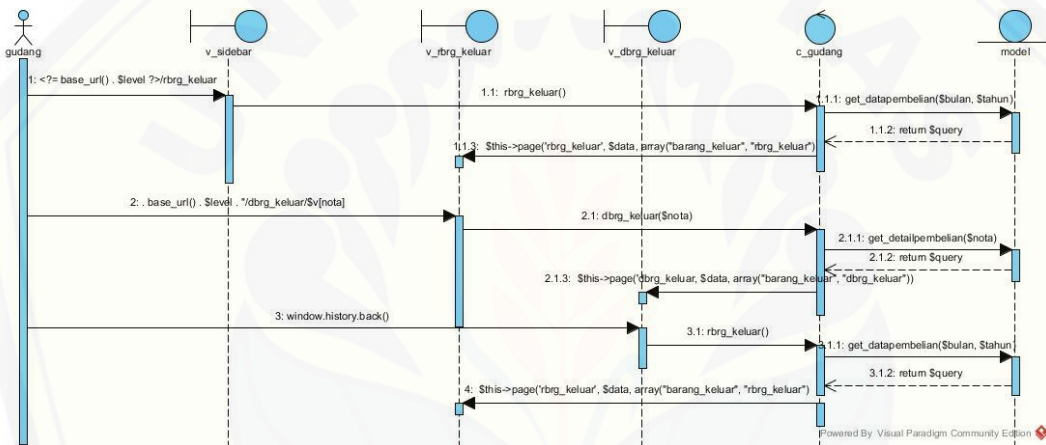 gudang
v_sidebar
v_rbrg_keluar
v_dbrg_keluar
c_gudang
model
1: <?= base_url() . $level ?>/rbrg_keluar
1.1: rbrg_keluar()
1.1.1: get_datapembelian($bulan, $tahun)
1.1.2: return $query
1.1.3: $this->page('rbrg_keluar', $data, array("barang_keluar", "rbrg_keluar")
2: . base_url() . $level . "/dbrg_keluar/$v[nota]
2.1: dbrg_keluar($nota)
2.1.1: get_detailpembelian($nota)
2.1.2: return $query
2.1.3: $this->page('dbrg_keluar, $data, array("barang_keluar", "dbrg_keluar"))
3: window.history.back()
3.1: rbrg_keluar()
3.1.1: get_datapembelian($bulan, $tahun)
3.1.2: return $query
4: $this->page('rbrg_keluar', $data, array("barang_keluar", "rbrg_keluar")
Powered By Visual Paradigm Community Edition